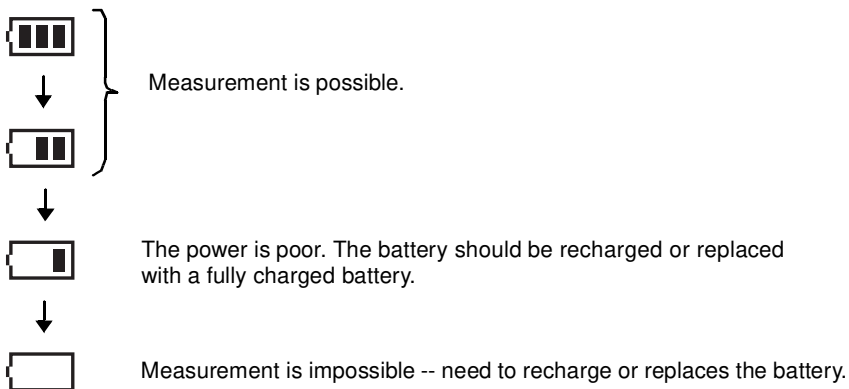 Measurement is possible.
The power is poor. The battery should be recharged or replaced
with a fully charged battery.
Measurement is impossible -- need to recharge or replaces the battery.